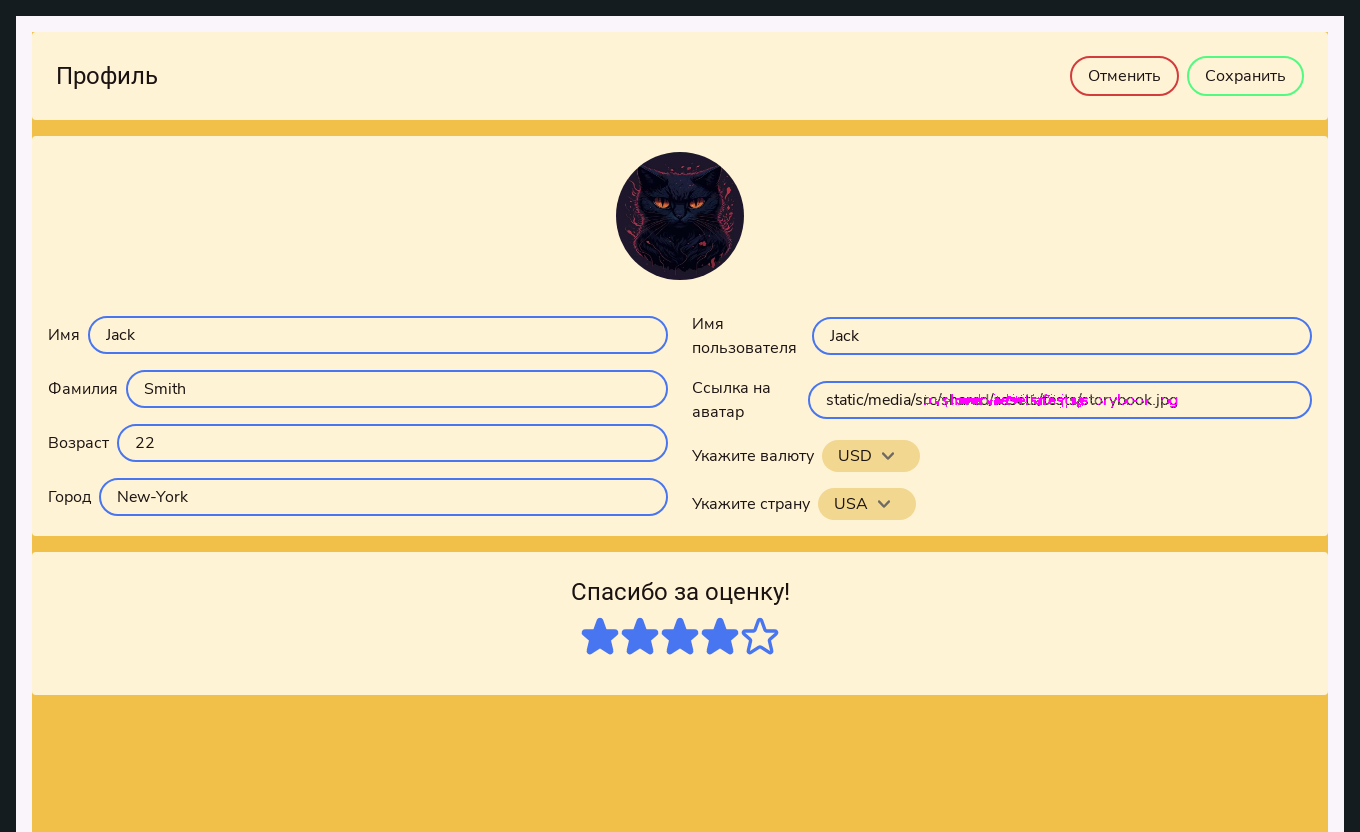 Профиль
Отменить
Сохранить
Имя
Jack
Фамилия
Smith
Возраст
22
Город
New-York
Имя
пользователя
Jack
Ссылка на
аватар
static/media/src/shared/assets/tests/storybook.jpg
Укажите валюту
USD
Укажите страну
USA
Спасибо за оценку!